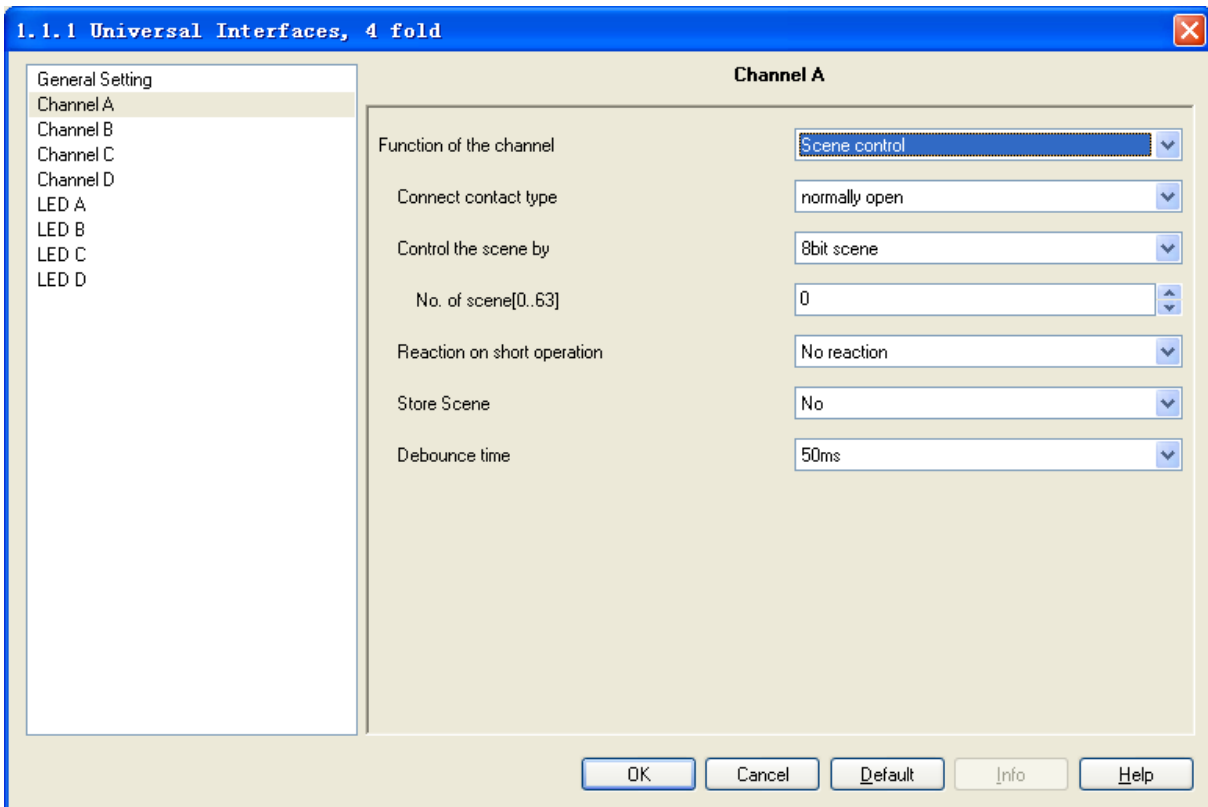 1.1.1 Universal Interfaces, 4 fold
General Setting
Channel A
Channel B
Channel C
Channel D
LED A
LED B
LED C
LED D
Channel A
Function of the channel Scene control
Connect contact type normally open
Control the scene by 8bit scene
No. of scene[0..63] 0
Reaction on short operation No reaction
Store Scene No
Debounce time 50ms
OK Cancel Default Info Help